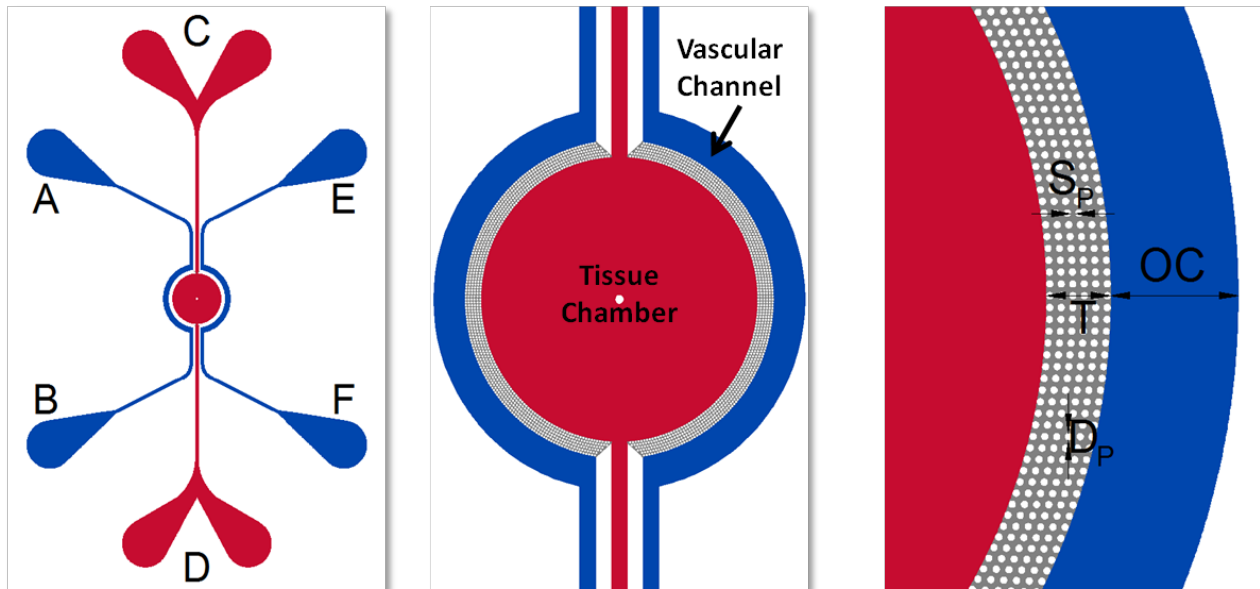 C
A
E
B
F
D
Vascular
Channel
Tissue
Chamber
SP
OC
T
DP